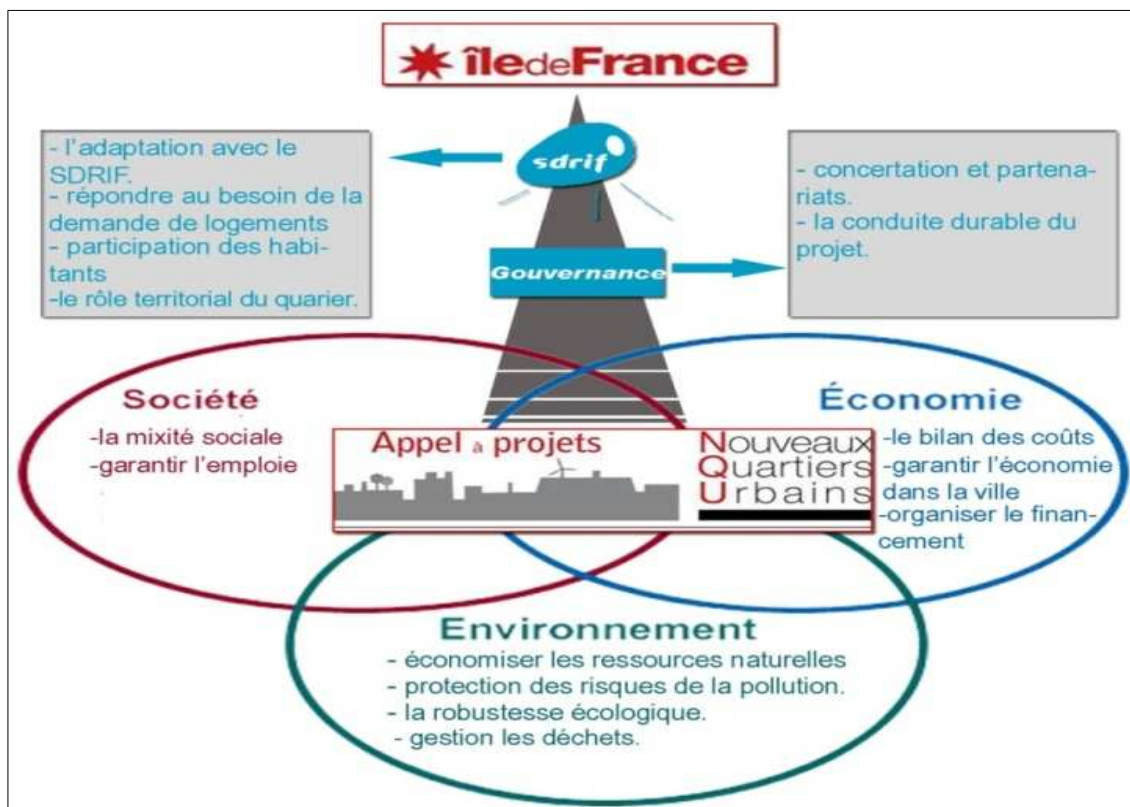 îledeFrance
- l'adaptation avec le
SDRIF.
- répondre au besoin de la
demande de logements
- participation des habi-
tants
-le rôle territorial du quarier.
sdrif
- concertation et partena-
riats.
- la conduite durable du
projet.
Gouvernance
Société
-la mixité sociale
-garantir l'emploie
Économie
-le bilan des coûts
-garantir l'économie
dans la ville
-organiser le finan-
cement
Appel à projets
Nouveaux
Quartiers
Urbains
Environnement
- économiser les ressources naturelles
- protection des risques de la pollution.
- la robustesse écologique.
- gestion les déchets.